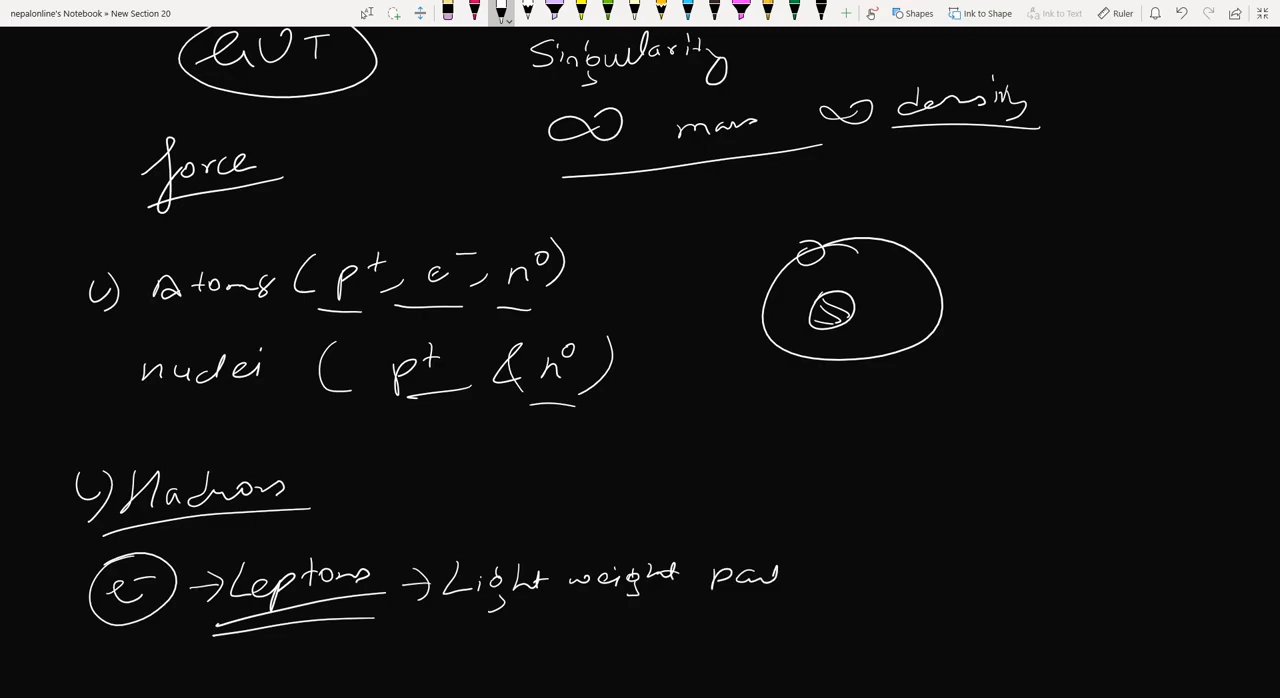 nepalonline's Notebook » New Section 20
Shapes Ink to Shape Ink to Text Ruler
GUT Singularity
∞ mass ∞ density
force
Atoms ( p⁺, e⁻, n⁰)
nuclei ( p⁺ & n⁰ )
Hadrons
e⁻ → Leptons → Light weight par